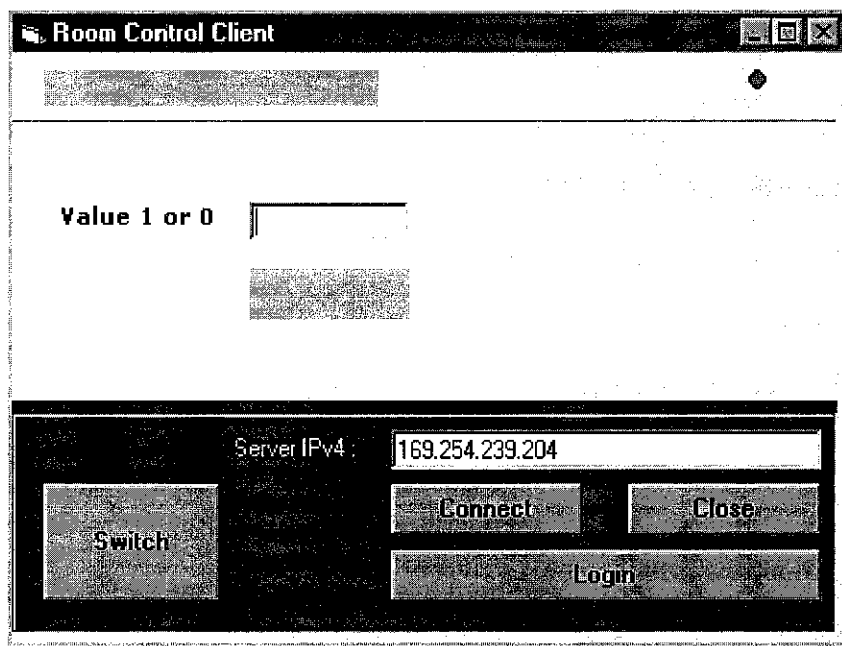 Room Control Client
Value 1 or 0
Server IPv4 :
169.254.239.204
Connect
Close
Switch
Login